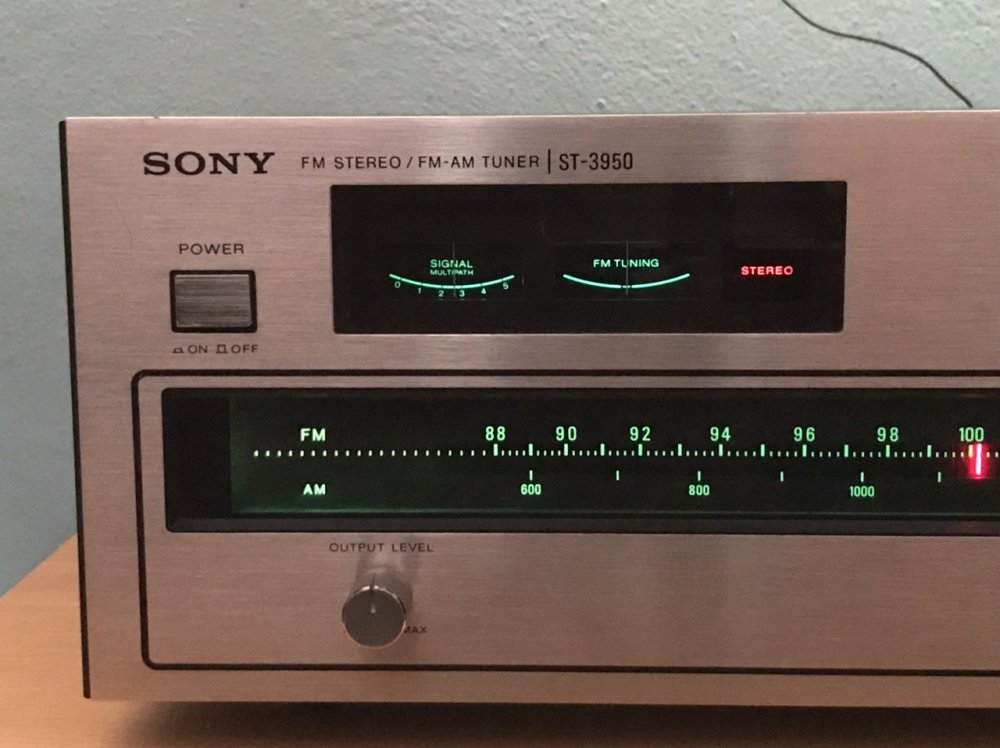 SONY FM STEREO / FM-AM TUNER | ST-3950
POWER
ON OFF
SIGNAL
MULTIPATH
0 1 2 3 4 5
FM TUNING
STEREO
FM 88 90 92 94 96 98 100
AM 600 800 1000
OUTPUT LEVEL
MAX